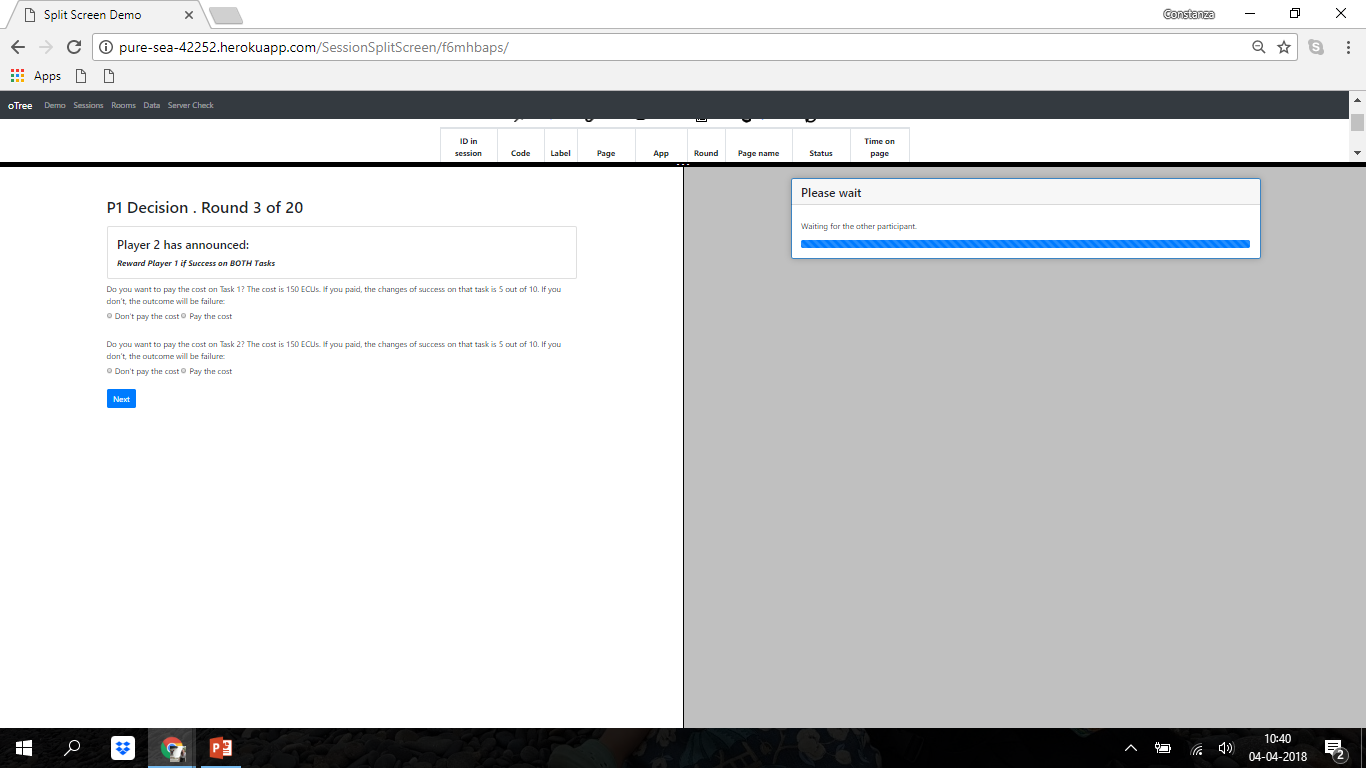 Split Screen Demo
Constanza
pure-sea-42252.herokuapp.com/SessionSplitScreen/f6mhbaps/
Apps
oTree Demo Sessions Rooms Data Server Check
ID in session Code Label Page App Round Page name Status Time on page
P1 Decision . Round 3 of 20
Player 2 has announced:
Reward Player 1 if Success on BOTH Tasks
Do you want to pay the cost on Task 1? The cost is 150 ECUs. If you paid, the changes of success on that task is 5 out of 10. If you
don't, the outcome will be failure:
Don't pay the cost Pay the cost
Do you want to pay the cost on Task 2? The cost is 150 ECUs. If you paid, the changes of success on that task is 5 out of 10. If you
don't, the outcome will be failure:
Don't pay the cost Pay the cost
Next
Please wait
Waiting for the other participant.
10:40
04-04-2018
2